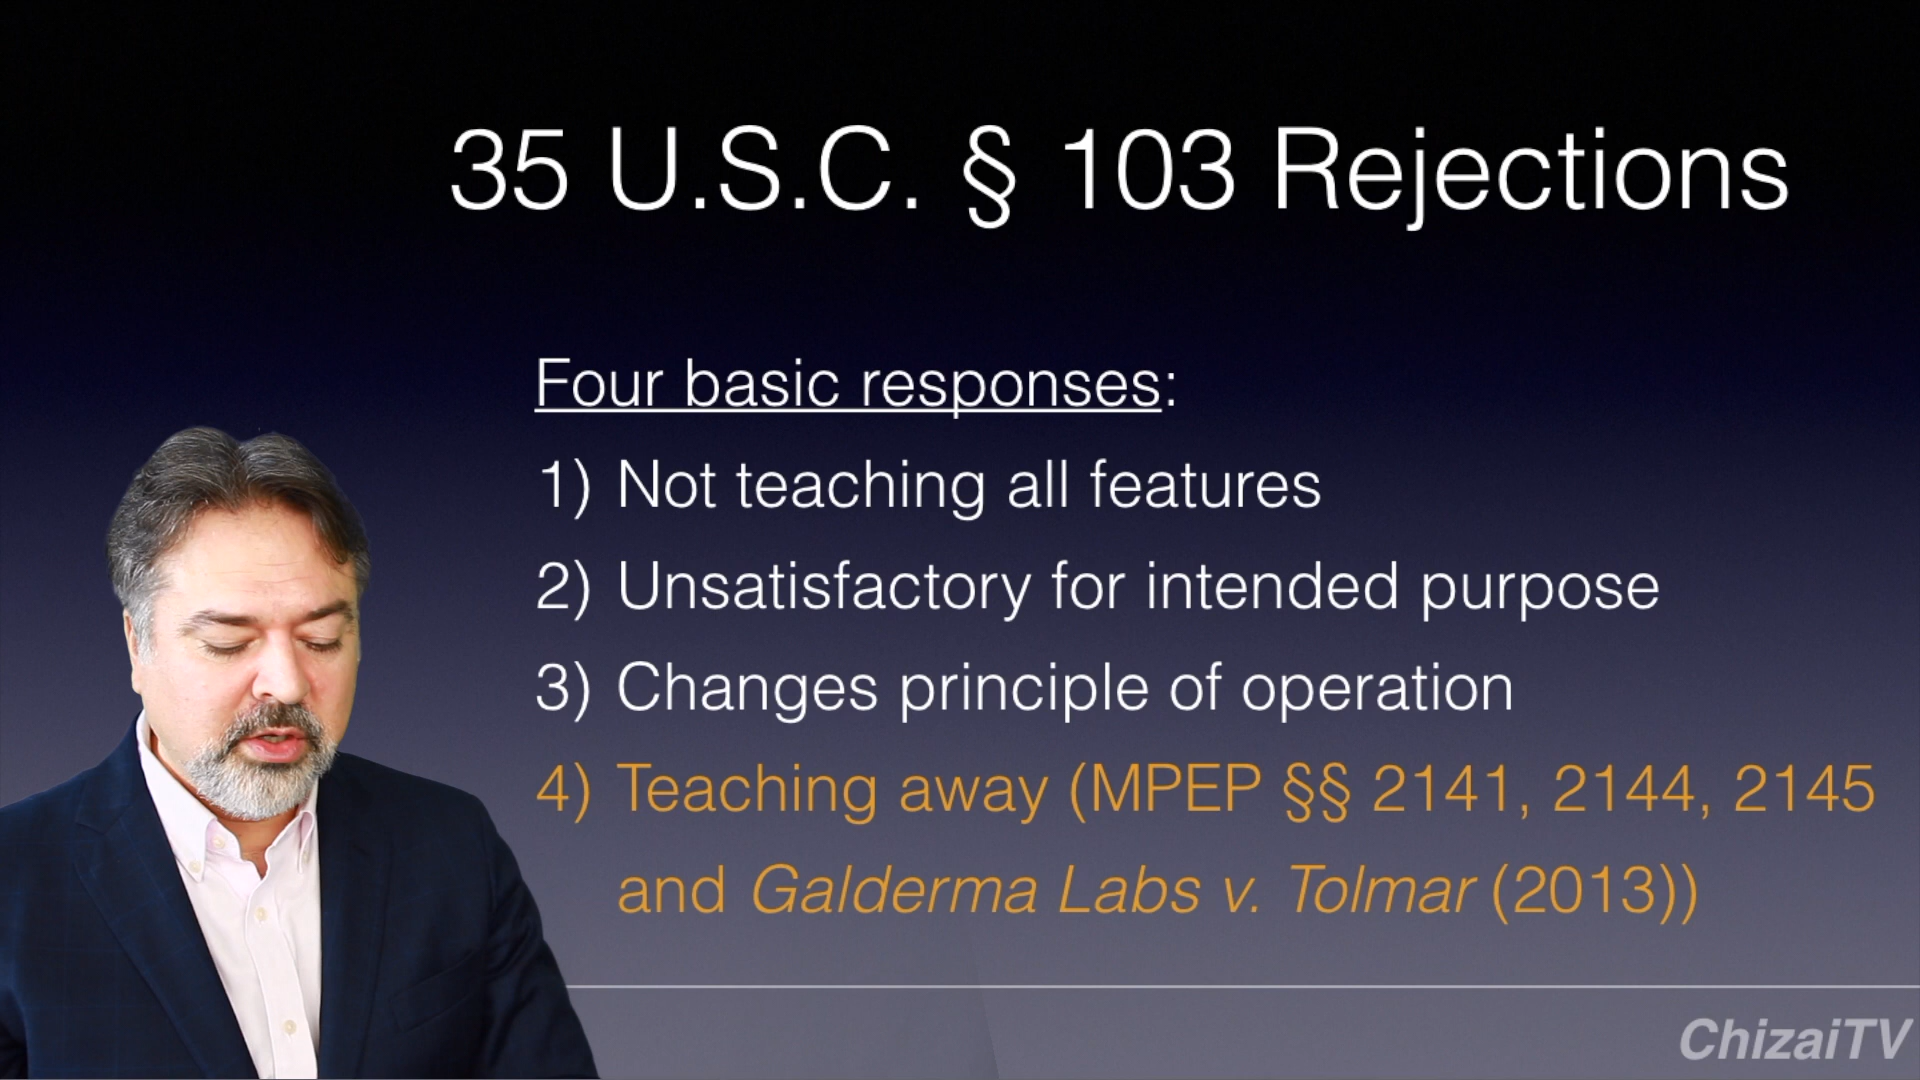 35 U.S.C. § 103 Rejections
Four basic responses:
1) Not teaching all features
2) Unsatisfactory for intended purpose
3) Changes principle of operation
4) Teaching away (MPEP §§ 2141, 2144, 2145
and Galderma Labs v. Tolmar (2013))
ChizaiTV